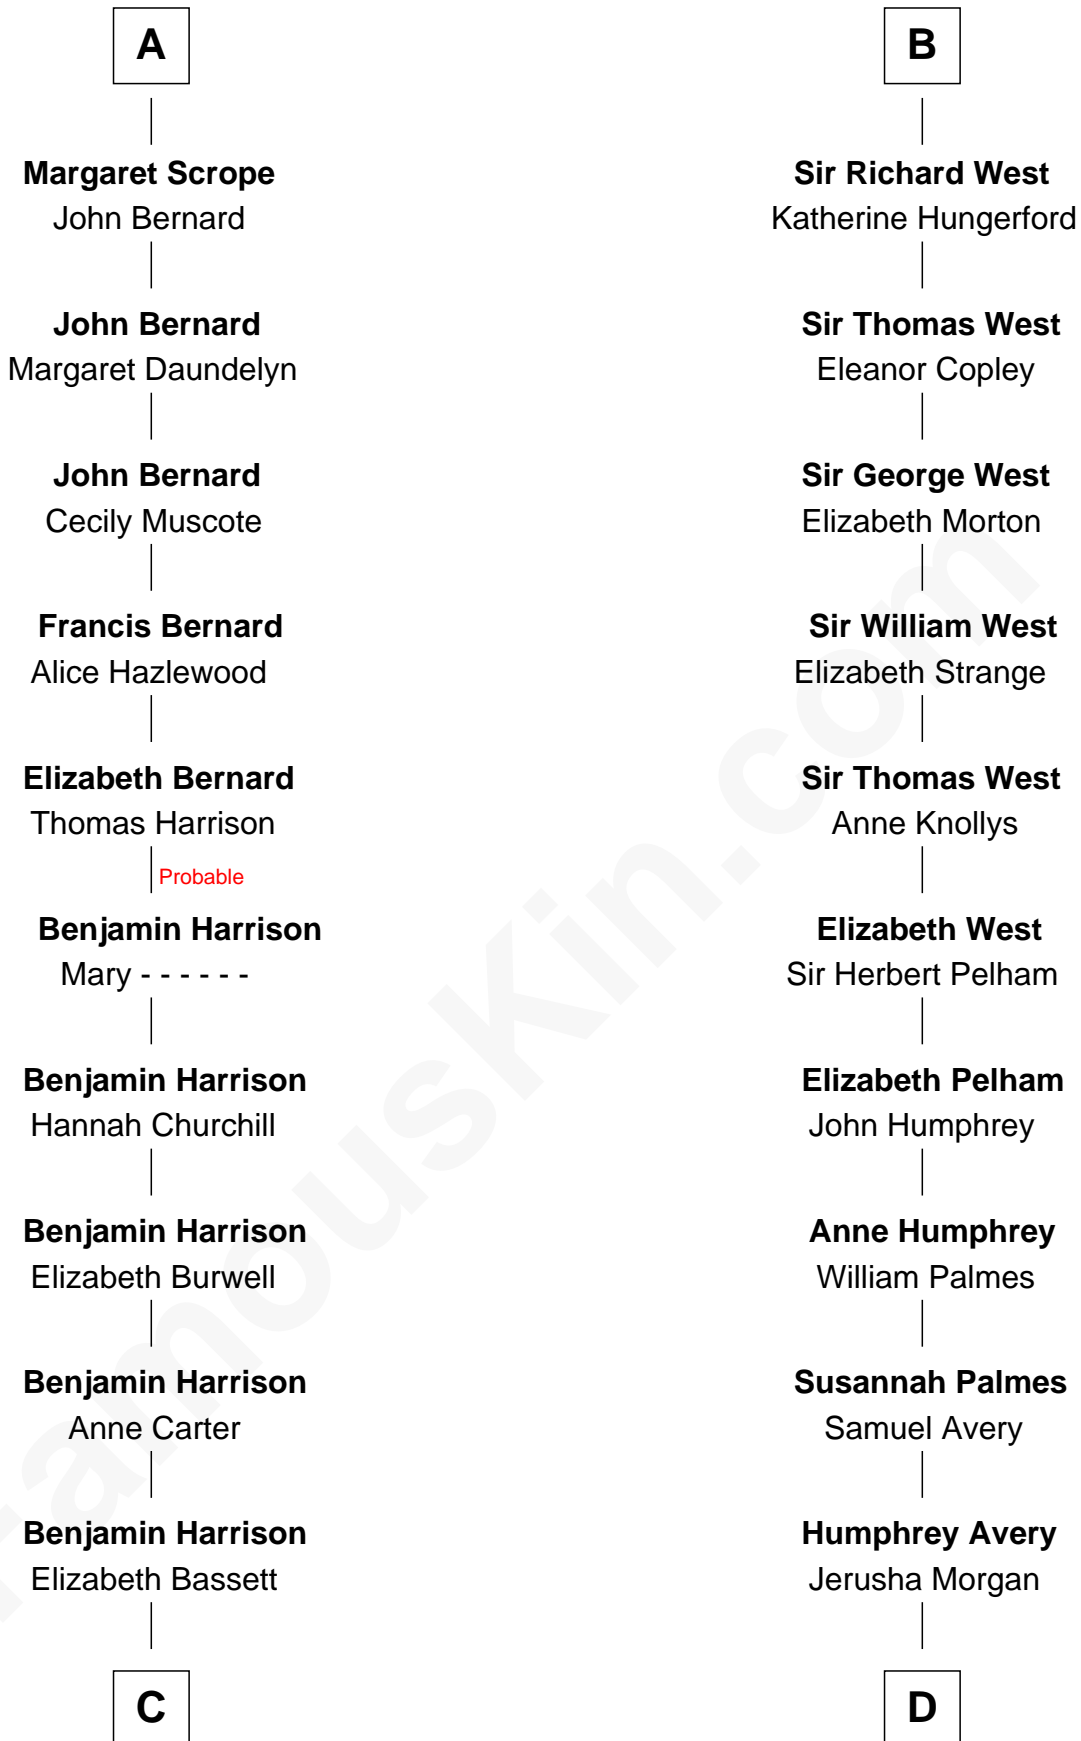 A
Margaret Scrope
John Bernard
John Bernard
Margaret Daundelyn
John Bernard
Cecily Muscote
Francis Bernard
Alice Hazlewood
Elizabeth Bernard
Thomas Harrison
Probable
Benjamin Harrison
Mary - - - - - -
Benjamin Harrison
Hannah Churchill
Benjamin Harrison
Elizabeth Burwell
Benjamin Harrison
Anne Carter
Benjamin Harrison
Elizabeth Bassett
C
B
Sir Richard West
Katherine Hungerford
Sir Thomas West
Eleanor Copley
Sir George West
Elizabeth Morton
Sir William West
Elizabeth Strange
Sir Thomas West
Anne Knollys
Elizabeth West
Sir Herbert Pelham
Elizabeth Pelham
John Humphrey
Anne Humphrey
William Palmes
Susannah Palmes
Samuel Avery
Humphrey Avery
Jerusha Morgan
D
FamousKin.com